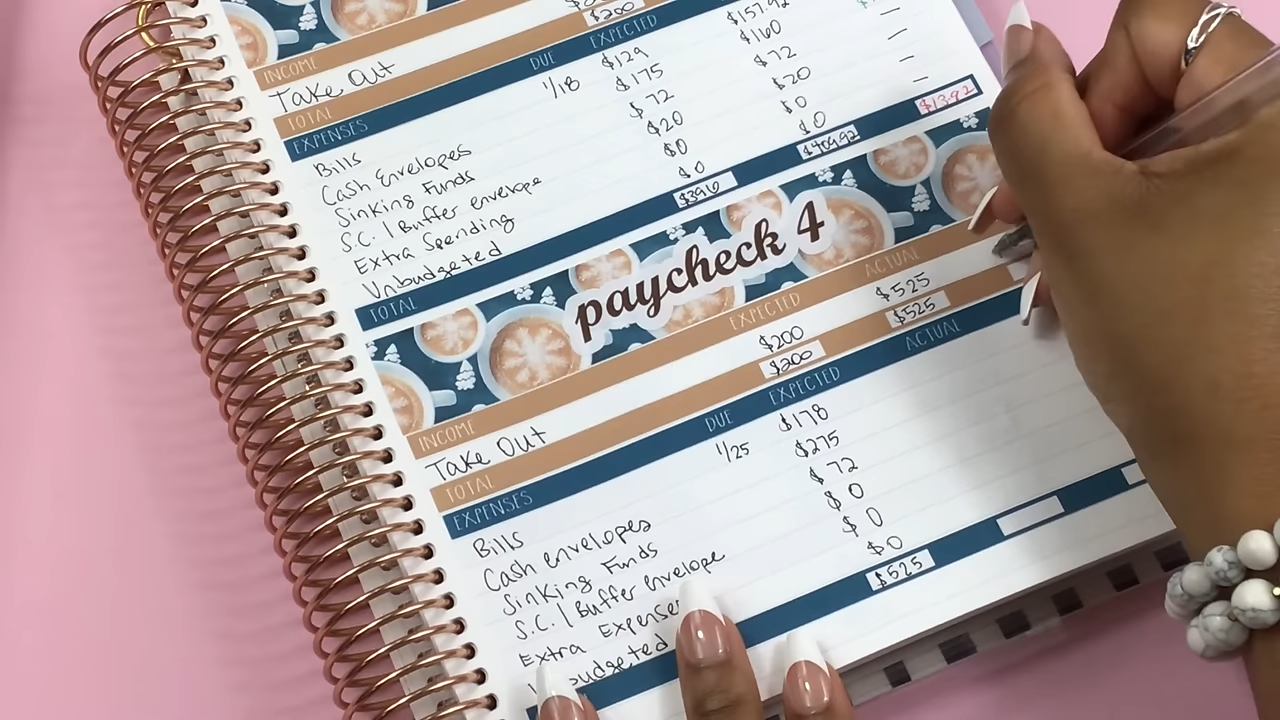 $200
INCOME
Take Out
TOTAL
EXPENSES DUE EXPECTED
Bills 1/18 $129 $157.92
Cash Envelopes $175 $160 —
Sinking Funds $72 $72 —
S.C. | Buffer envelope $20 $20 —
Extra Spending $0 $0
Unbudgeted $0 $0
TOTAL $396 $409.92 $13.92
paycheck 4
INCOME EXPECTED ACTUAL
Take Out $200 $525
TOTAL $200 $525
EXPENSES DUE EXPECTED ACTUAL
Bills 1/25 $178
Cash envelopes $275
Sinking Funds $72
S.C. | Buffer Envelope $0
Extra Expenses $0
$0
$525